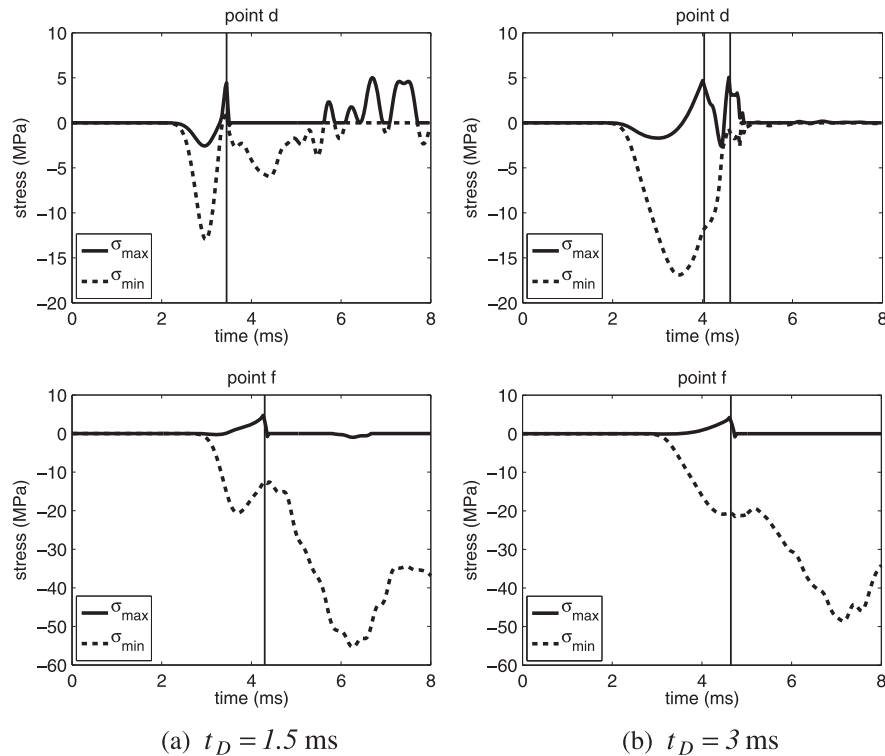 point d
10
5
0
−5
−10
−15
−20
stress (MPa)
σmax
σmin
0 2 4 6 8
time (ms)
point d
10
5
0
−5
−10
−15
−20
stress (MPa)
σmax
σmin
0 2 4 6 8
time (ms)
point f
10
0
−10
−20
−30
−40
−50
−60
stress (MPa)
σmax
σmin
0 2 4 6 8
time (ms)
point f
10
0
−10
−20
−30
−40
−50
−60
stress (MPa)
σmax
σmin
0 2 4 6 8
time (ms)
(a) t_D = 1.5 ms
(b) t_D = 3 ms